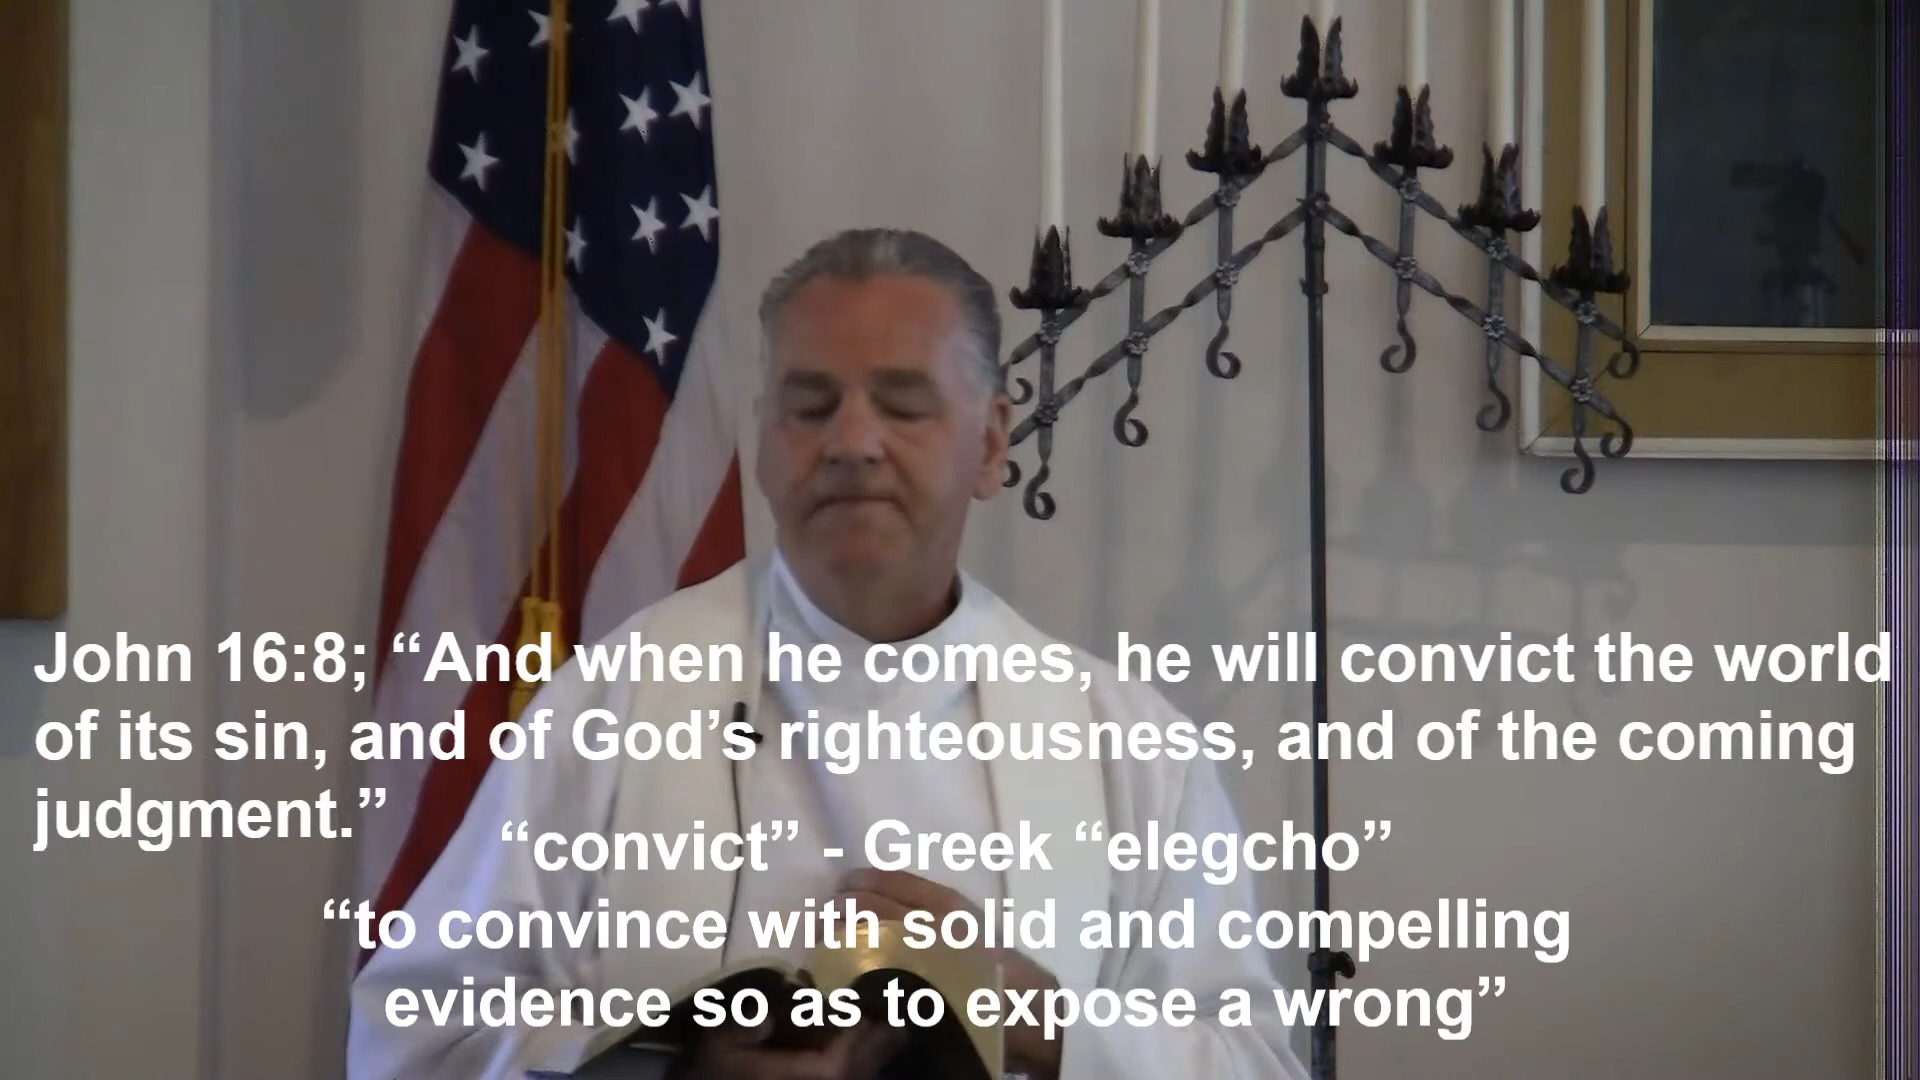 John 16:8; “And when he comes, he will convict the world
of its sin, and of God’s righteousness, and of the coming
judgment.”
“convict” - Greek “elegcho”
“to convince with solid and compelling
evidence so as to expose a wrong”